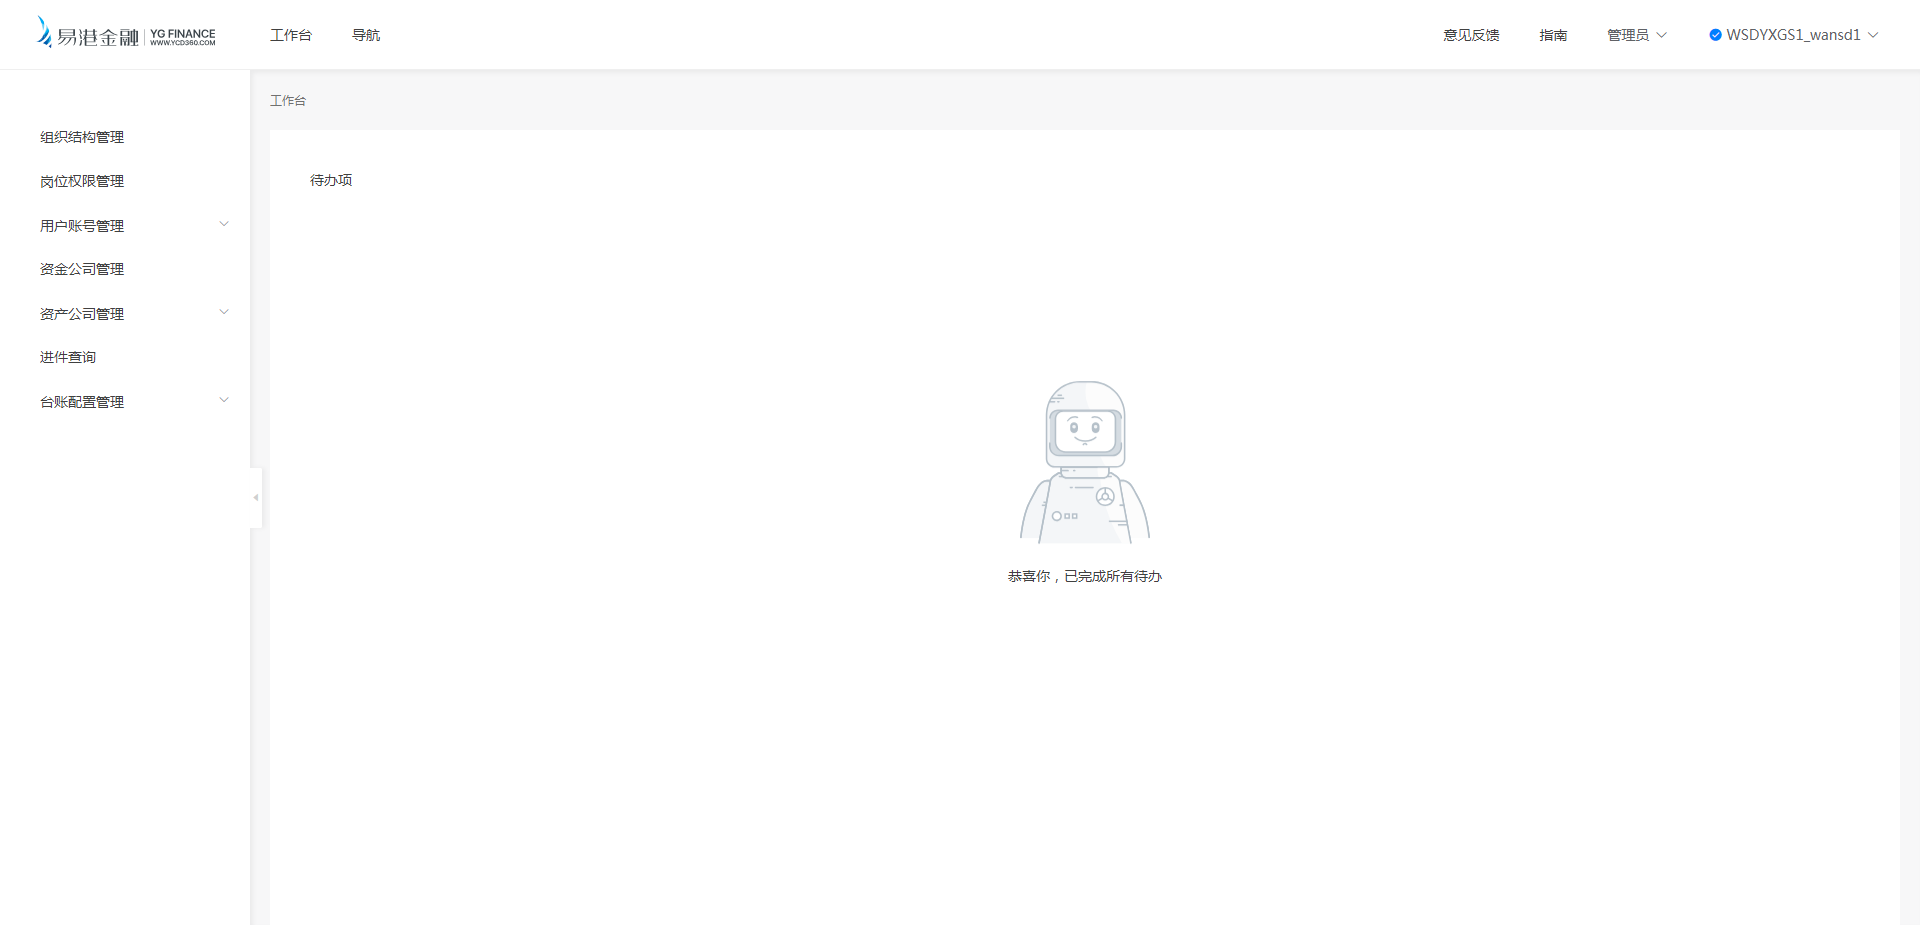 易港金融 YG FINANCE
WWW.YCD360.COM
工作台 导航 意见反馈 指南 管理员 WSDYXGS1_wansd1
工作台
组织结构管理
岗位权限管理
用户账号管理
资金公司管理
资产公司管理
进件查询
台账配置管理
待办项
恭喜你，已完成所有待办